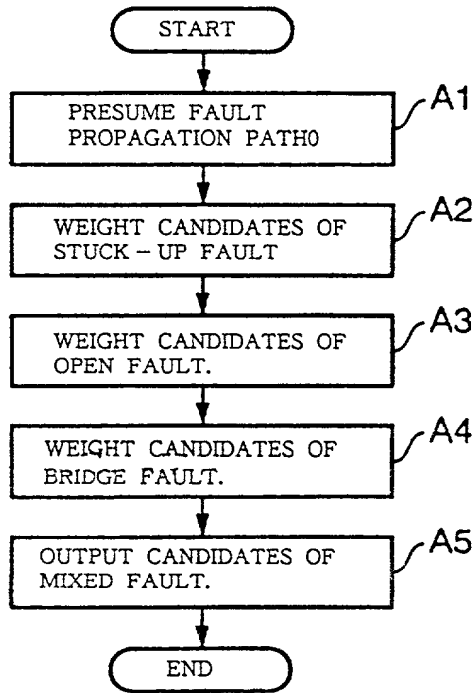 START
A1
PRESUME FAULT
PROPAGATION PATH0
A2
WEIGHT CANDIDATES OF
STUCK-UP FAULT
A3
WEIGHT CANDIDATES OF
OPEN FAULT.
A4
WEIGHT CANDIDATES OF
BRIDGE FAULT.
A5
OUTPUT CANDIDATES OF
MIXED FAULT.
END